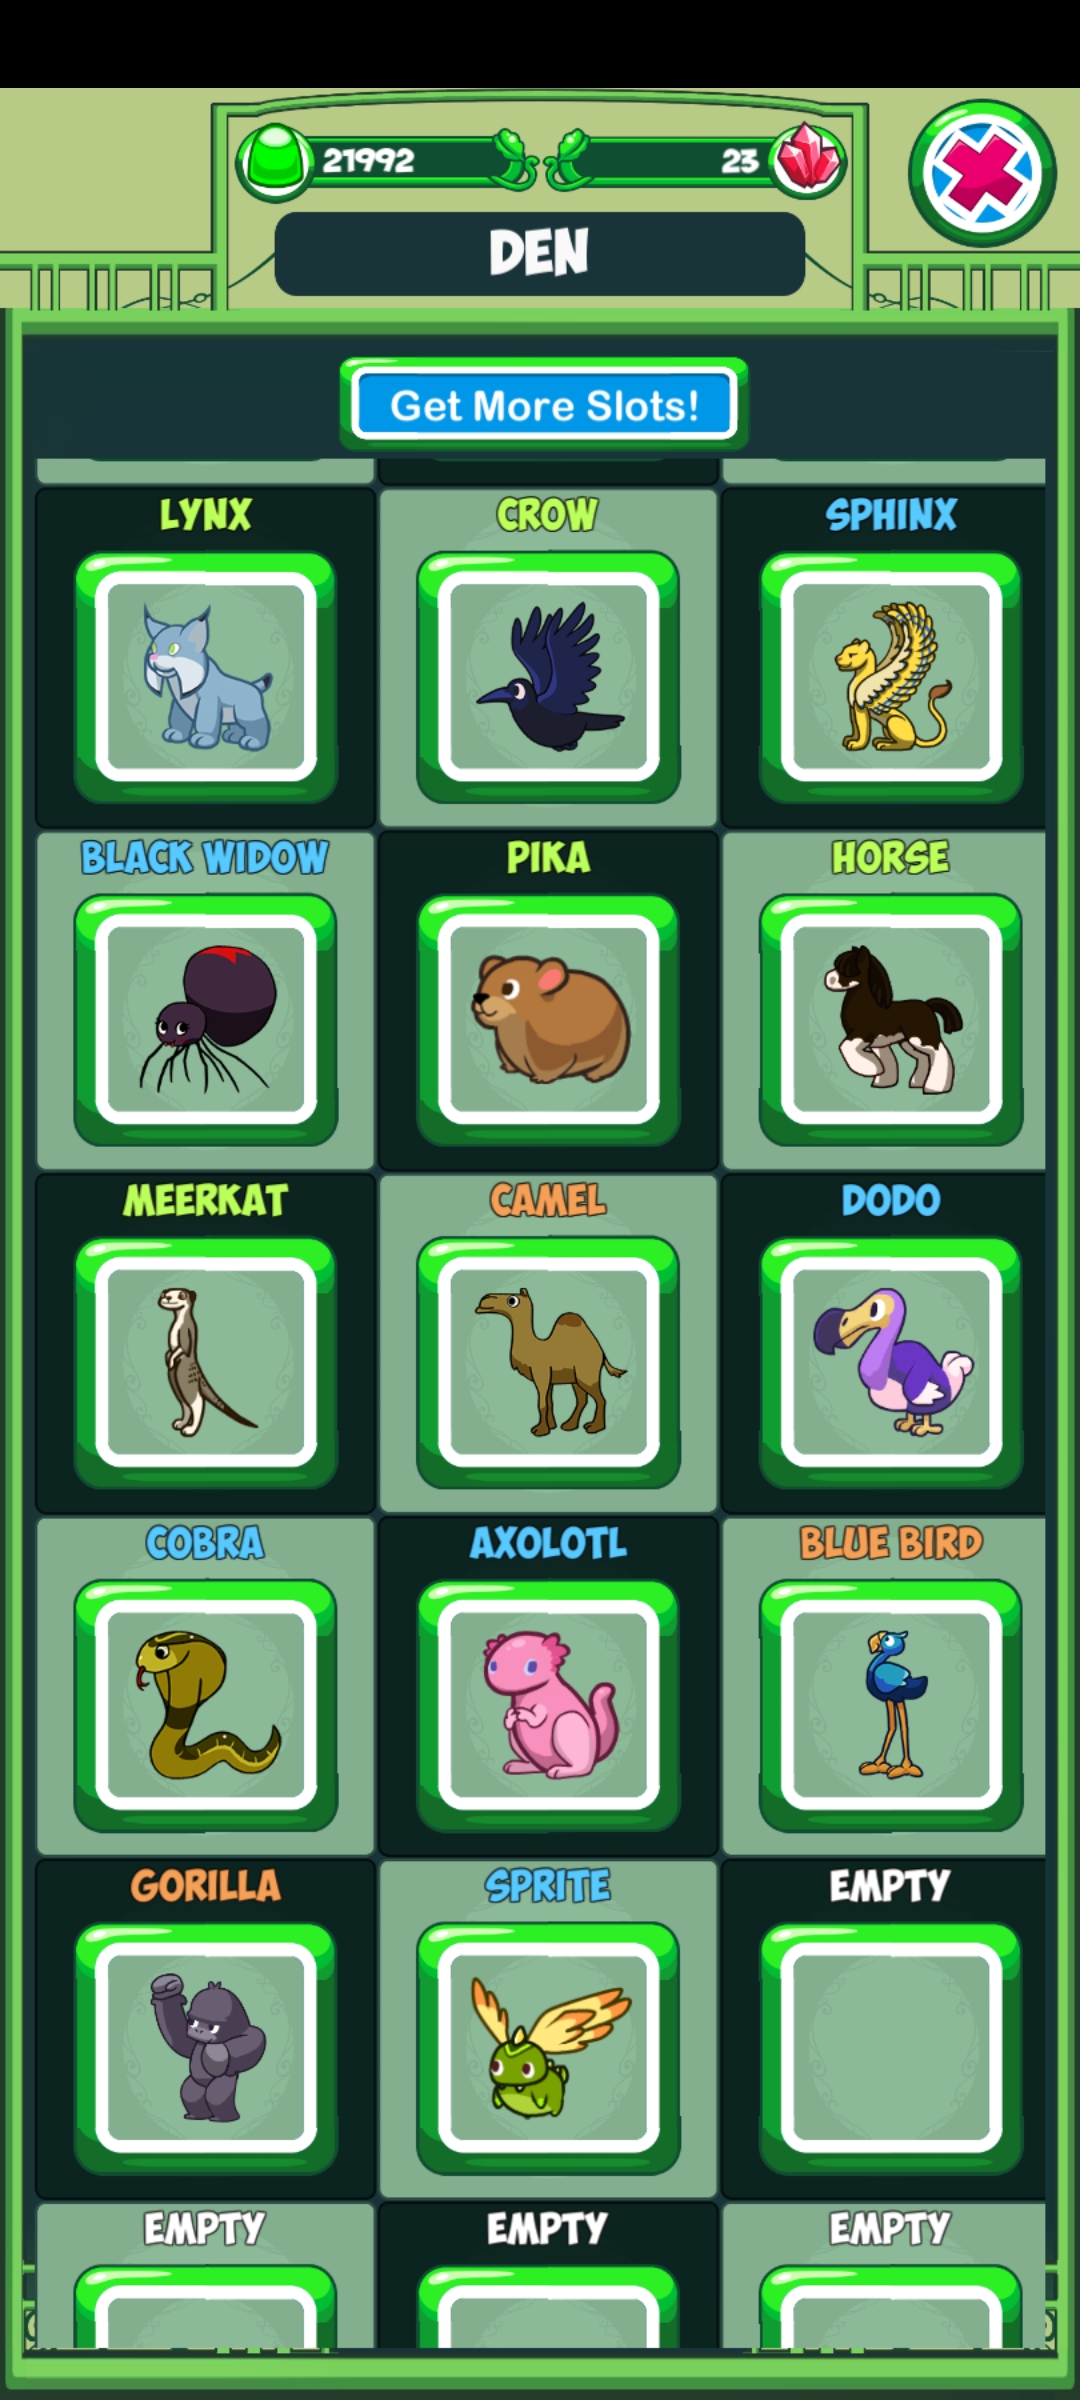 21992
23
DEN
Get More Slots!
LYNX
CROW
SPHINX
BLACK WIDOW
PIKA
HORSE
MEERKAT
CAMEL
DODO
COBRA
AXOLOTL
BLUE BIRD
GORILLA
SPRITE
EMPTY
EMPTY
EMPTY
EMPTY